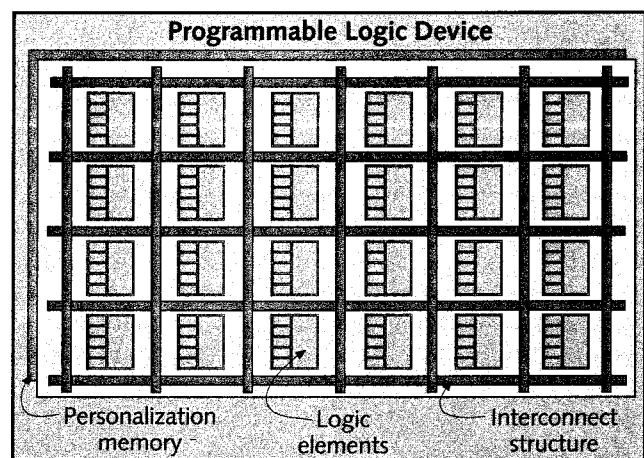 Programmable Logic Device
Personalization
memory
Logic
elements
Interconnect
structure